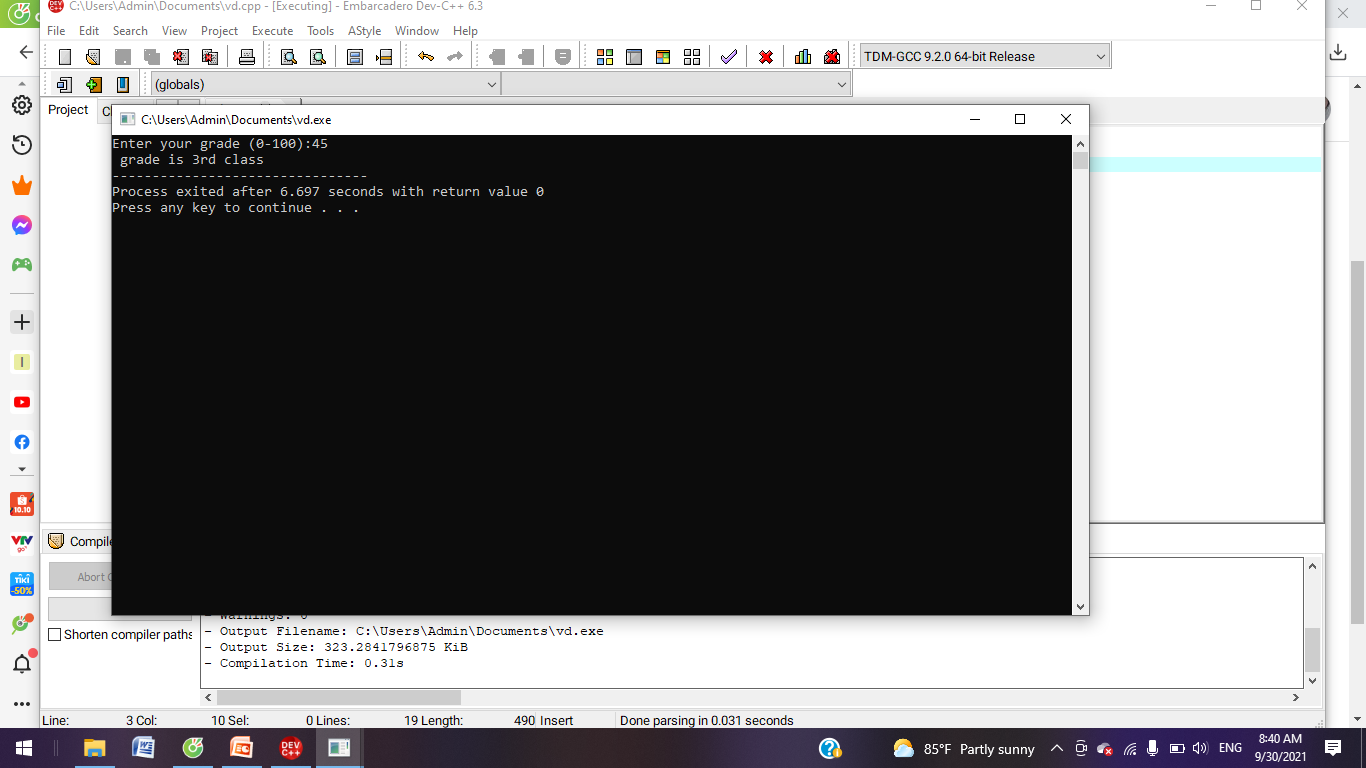 C:\Users\Admin\Documents\vd.cpp - [Executing] - Embarcadero Dev-C++ 6.3
File Edit Search View Project Execute Tools AStyle Window Help
TDM-GCC 9.2.0 64-bit Release
(globals)
Project
C:\Users\Admin\Documents\vd.exe
Enter your grade (0-100):45
grade is 3rd class
--------------------------------
Process exited after 6.697 seconds with return value 0
Press any key to continue . . .
10.10
VTV
go
TIKI
-50%
Abort
Shorten compiler paths
- Warnings: 0
- Output Filename: C:\Users\Admin\Documents\vd.exe
- Output Size: 323.2841796875 KiB
- Compilation Time: 0.31s
Line: 3 Col: 10 Sel: 0 Lines: 19 Length: 490 Insert Done parsing in 0.031 seconds
DEV C++
85°F Partly sunny
ENG
8:40 AM
9/30/2021